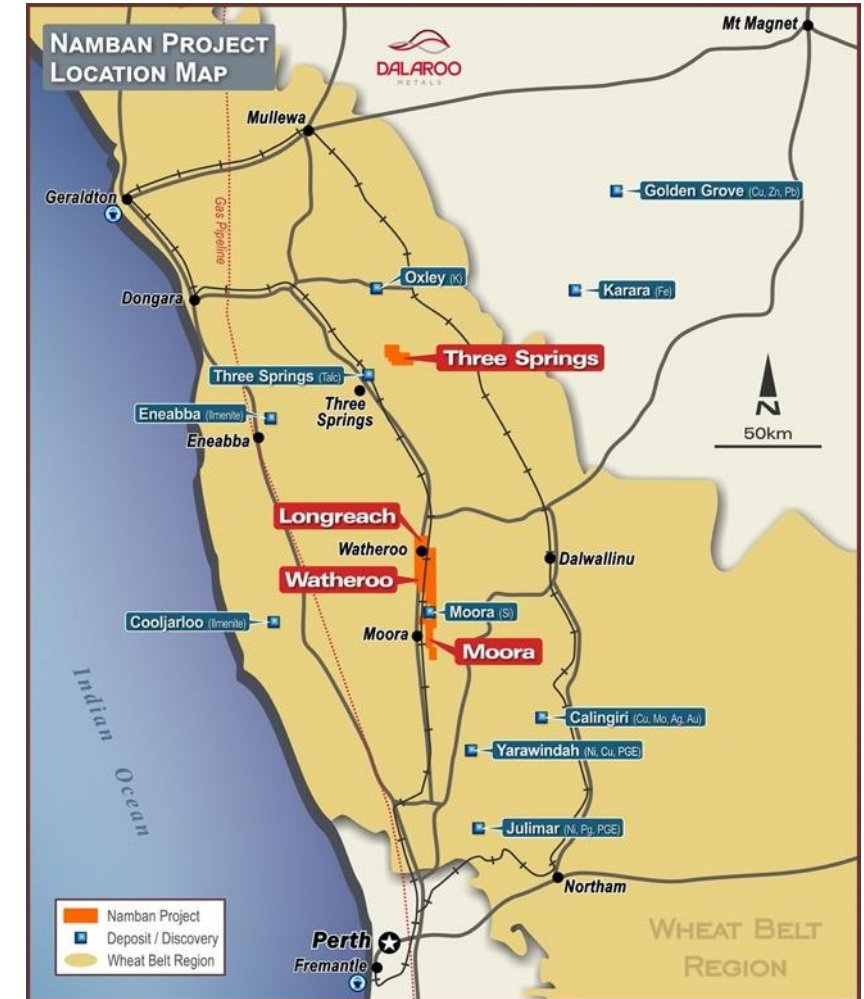 NAMBAN PROJECT
LOCATION MAP
DALAROO
METALS
Mt Magnet
Mullewa
Geraldton
Gas Pipeline
Golden Grove (Cu, Zn, Pb)
Oxley (K)
Karara (Fe)
Dongara
Three Springs
Three Springs (Talc)
Three
Springs
Eneabba (Ilmenite)
Eneabba
N
50km
Longreach
Watheroo
Watheroo
Dalwallinu
Moora (Si)
Cooljarloo (Ilmenite)
Moora
Moora
Indian Ocean
Calingiri (Cu, Mo, Ag, Au)
Yarawindah (Ni, Cu, PGE)
Julimar (Ni, Pg, PGE)
Northam
Namban Project
Deposit / Discovery
Wheat Belt Region
Perth
Fremantle
WHEAT BELT
REGION